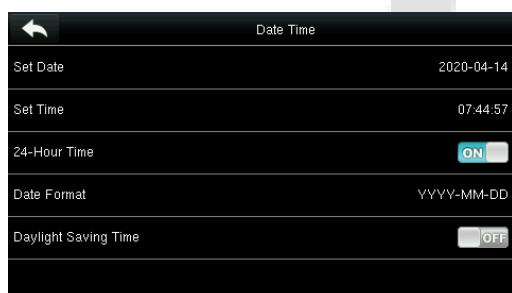 Date Time
Set Date 2020-04-14
Set Time 07:44:57
24-Hour Time ON
Date Format YYYY-MM-DD
Daylight Saving Time OFF